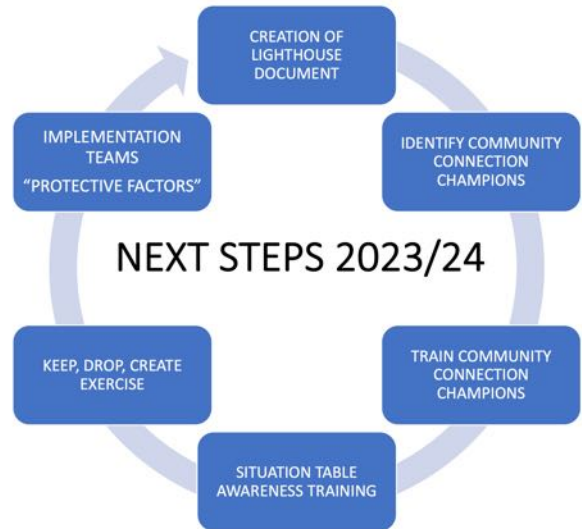 CREATION OF
LIGHTHOUSE
DOCUMENT
IDENTIFY COMMUNITY
CONNECTION
CHAMPIONS
TRAIN COMMUNITY
CONNECTION
CHAMPIONS
SITUATION TABLE
AWARENESS TRAINING
KEEP, DROP, CREATE
EXERCISE
IMPLEMENTATION
TEAMS
“PROTECTIVE FACTORS”
NEXT STEPS 2023/24